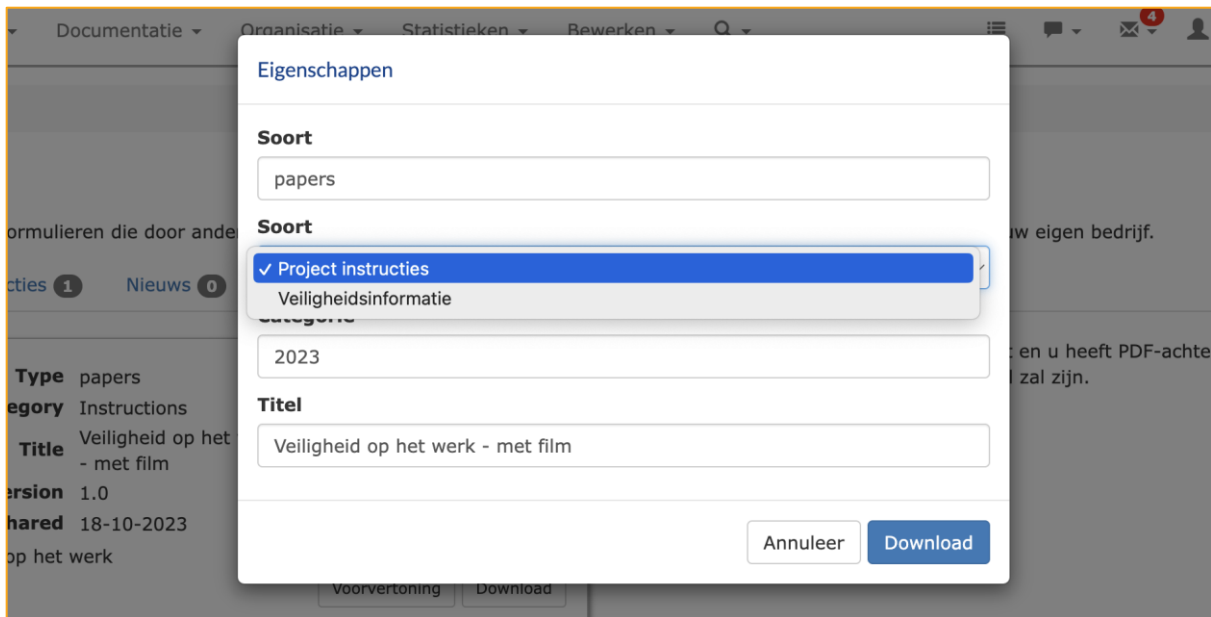 Documentatie Organisatie Statistieken Bewerken 4
Eigenschappen
Soort
papers
Soort
✓ Project instructies
Veiligheidsinformatie
Categorie
2023
Titel
Veiligheid op het werk - met film
Annuleer Download
ormulieren die door ande
uw eigen bedrijf.
cties 1 Nieuws 0
t en u heeft PDF-achte
l zal zijn.
Type papers
egory Instructions
Title Veiligheid op het
- met film
ersion 1.0
hared 18-10-2023
op het werk
Voorvertoning Download